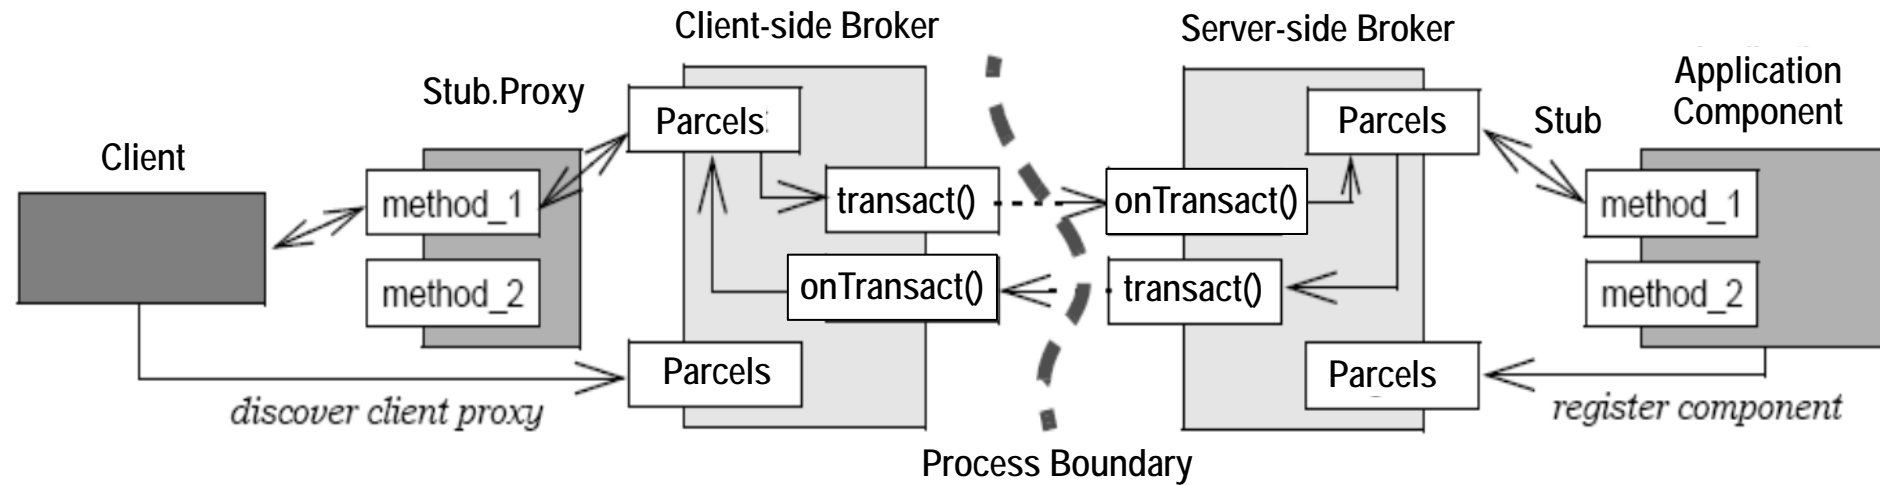 Client-side Broker
Server-side Broker
Application
Component
Stub.Proxy
Stub
Client
Parcels
Parcels
method_1
transact()
onTransact()
method_1
method_2
onTransact()
transact()
method_2
Parcels
Parcels
discover client proxy
register component
Process Boundary